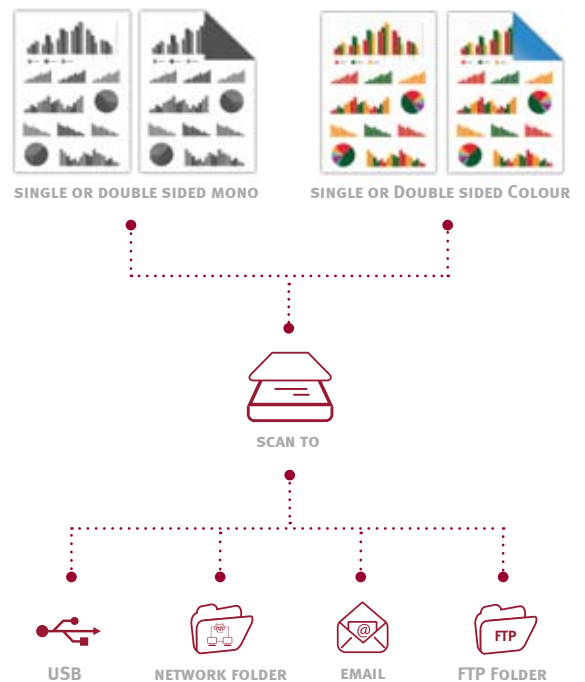 SINGLE OR DOUBLE SIDED MONO
SINGLE OR DOUBLE SIDED COLOUR
SCAN TO
@
FTP
USB
NETWORK FOLDER
EMAIL
FTP FOLDER